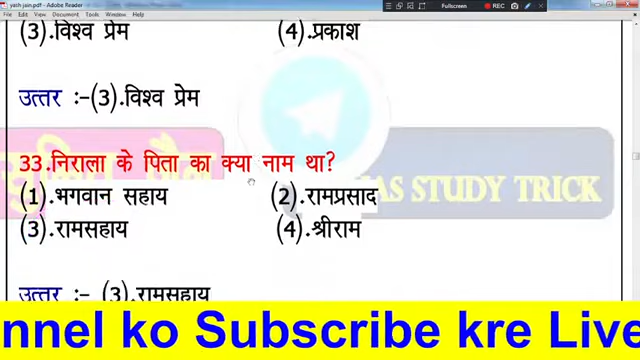 yash jain.pdf - Adobe Reader
Fullscreen REC
File Edit View Document Tools Window Help
(3).विश्व प्रेम (4).प्रकाश
उत्तर :-(3).विश्व प्रेम
33.निराला के पिता का क्या नाम था?
(1).भगवान सहाय (2).रामप्रसाद
(3).रामसहाय (4).श्रीराम
AS STUDY TRICK
उत्तर :- (3).रामसहाय
nnel ko Subscribe kre Live